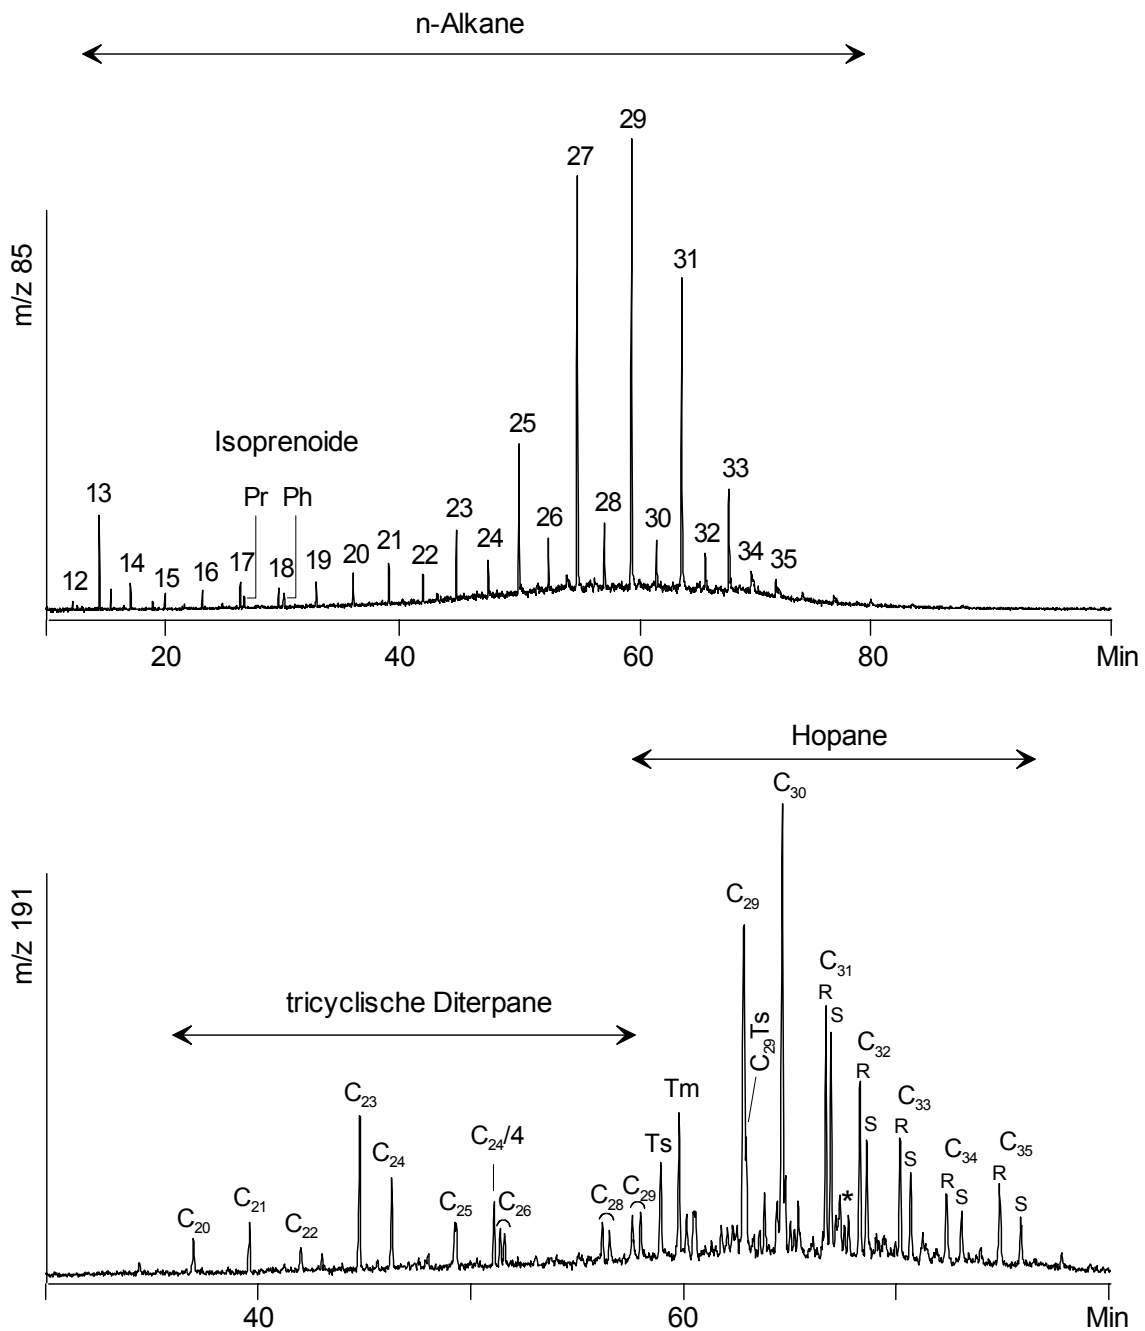 n-Alkane
m/z 85
12
13
14
15
16
17
18
19
20
21
22
23
24
25
26
27
28
29
30
31
32
33
34
35
Isoprenoide
Pr Ph
20 40 60 80 Min
Hopane
m/z 191
tricyclische Diterpane
C₂₀
C₂₁
C₂₂
C₂₃
C₂₄
C₂₅
C₂₄/4
C₂₆
C₂₈
C₂₉
Ts
Tm
C₂₉
C₂₉Ts
C₃₀
C₃₁
R S
*
C₃₂
R S
C₃₃
R S
C₃₄
R S
C₃₅
R S
40 60 Min